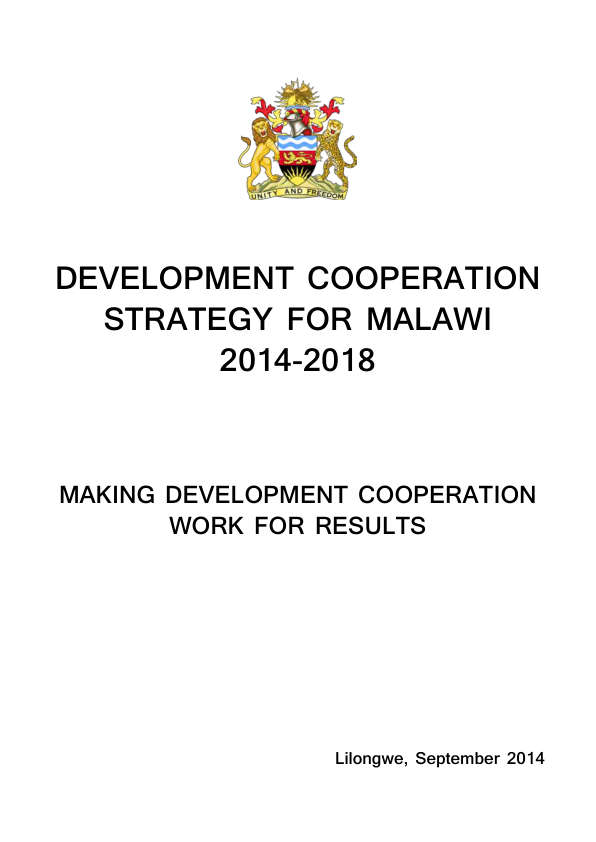 UNITY AND FREEDOM
DEVELOPMENT COOPERATION
STRATEGY FOR MALAWI
2014-2018
MAKING DEVELOPMENT COOPERATION
WORK FOR RESULTS
Lilongwe, September 2014